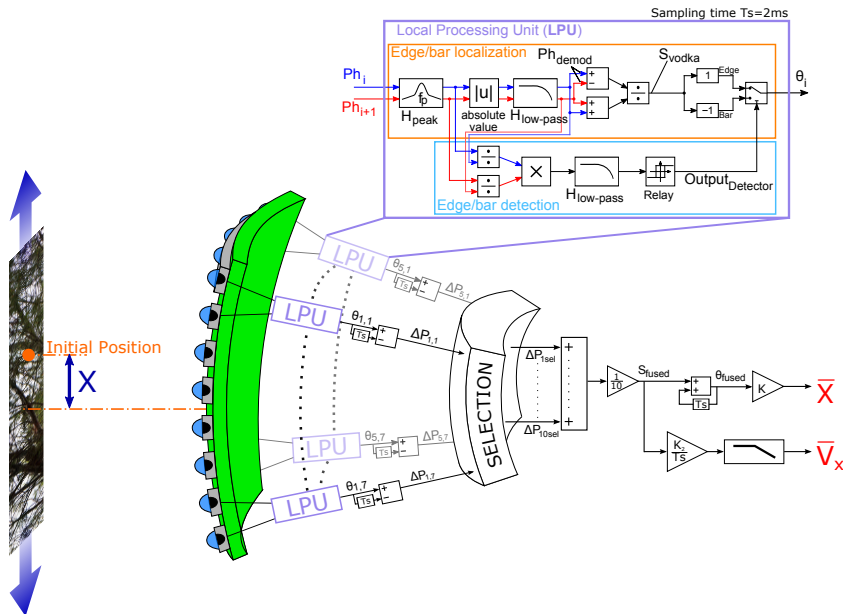 Sampling time Ts=2ms
Local Processing Unit (LPU)
Edge/bar localization
Ph_demod
S_vodka
Ph_i
Ph_i+1
f_p
|u|
+
−
+
+
÷
1
Edge
−1
Bar
θ_i
H_peak
absolute
value
H_low-pass
÷
÷
×
H_low-pass
Relay
Output_Detector
Edge/bar detection
LPU
θ_5,1
Ts
+
−
ΔP_5,1
LPU
θ_1,1
Ts
+
−
ΔP_1,1
Initial Position
X
SELECTION
ΔP_1sel
ΔP_10sel
+
+
1/10
S_fused
+
+
Ts
θ_fused
K
X̅
K_2/Ts
V̅_x
LPU
θ_5,7
Ts
+
−
ΔP_5,7
LPU
θ_1,7
Ts
+
−
ΔP_1,7